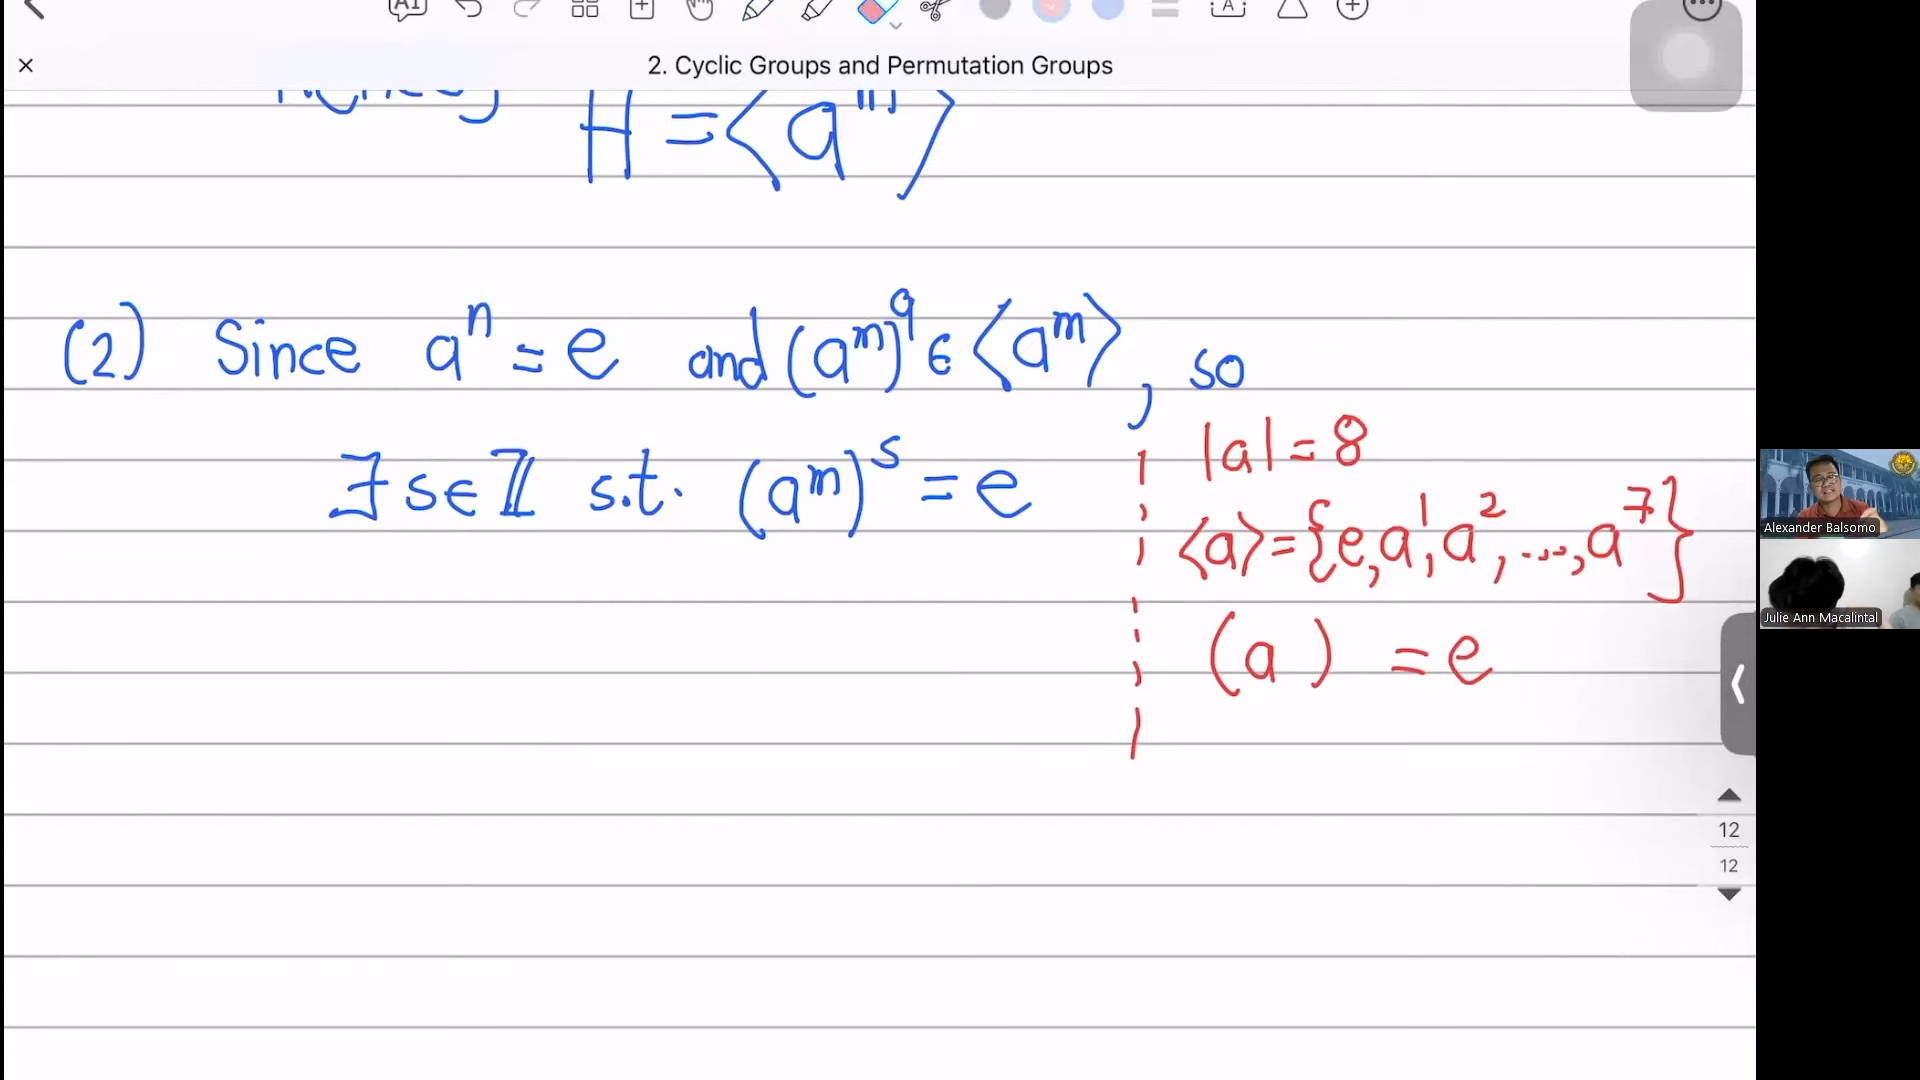 2. Cyclic Groups and Permutation Groups
H = ⟨a^m⟩
(2) Since a^n = e and (a^m)^q ∈ ⟨a^m⟩, so
∃ s ∈ ℤ s.t. (a^m)^s = e
|a| = 8
⟨a⟩ = {e, a^1, a^2, ..., a^7}
(a ) = e
Alexander Balsomo
Julie Ann Macalintal
12
12